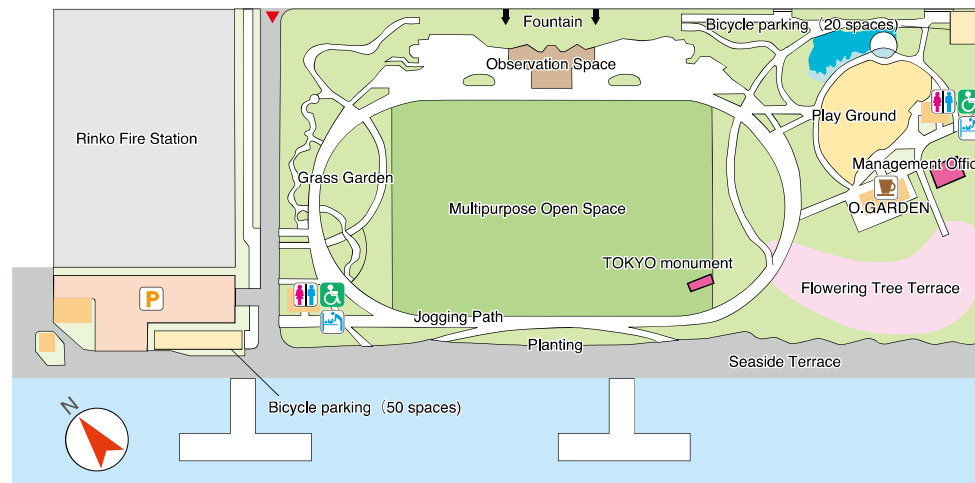 Fountain
Bicycle parking（20 spaces）
Observation Space
Play Ground
Rinko Fire Station
Management Offic
Grass Garden
Multipurpose Open Space
O.GARDEN
TOKYO monument
Flowering Tree Terrace
P
Jogging Path
Planting
Seaside Terrace
Bicycle parking（50 spaces）
N